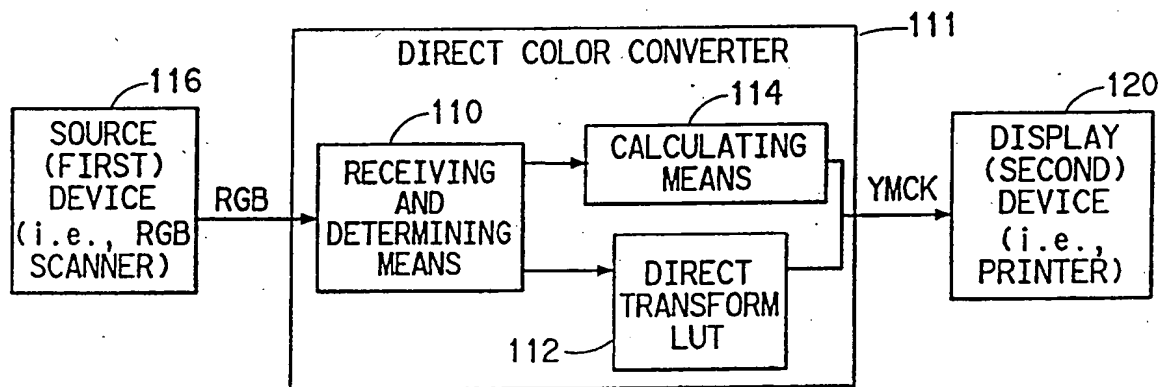 111
DIRECT COLOR CONVERTER
116
SOURCE
(FIRST)
DEVICE
(i.e., RGB
SCANNER)
RGB
110
RECEIVING
AND
DETERMINING
MEANS
114
CALCULATING
MEANS
DIRECT
TRANSFORM
LUT
112
YMCK
120
DISPLAY
(SECOND)
DEVICE
(i.e.,
PRINTER)